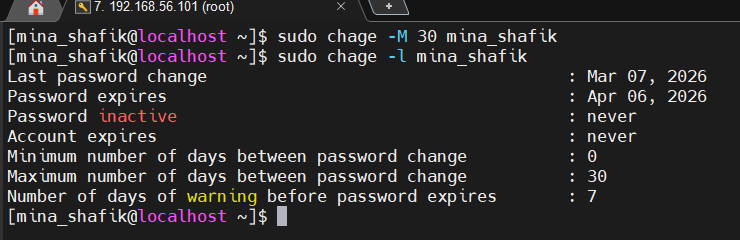 7. 192.168.56.101 (root)
[mina_shafik@localhost ~]$ sudo chage -M 30 mina_shafik
[mina_shafik@localhost ~]$ sudo chage -l mina_shafik
Last password change : Mar 07, 2026
Password expires : Apr 06, 2026
Password inactive : never
Account expires : never
Minimum number of days between password change : 0
Maximum number of days between password change : 30
Number of days of warning before password expires : 7
[mina_shafik@localhost ~]$